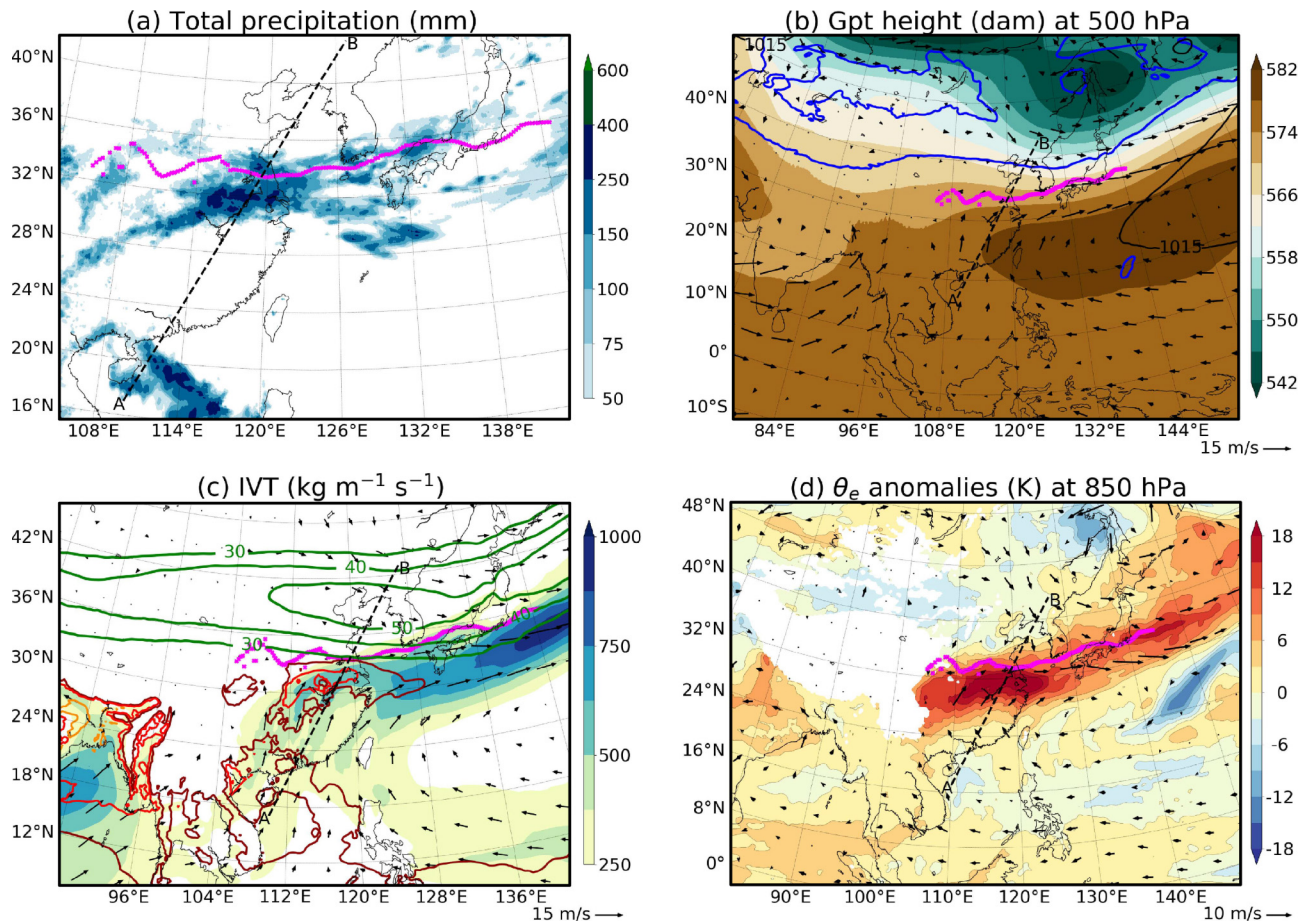 (a) Total precipitation (mm)
40°N
36°N
32°N
28°N
24°N
20°N
16°N
108°E 114°E 120°E 126°E 132°E 138°E
B
A
600
400
250
150
100
75
50
(b) Gpt height (dam) at 500 hPa
40°N
30°N
20°N
10°N
0°
10°S
84°E 96°E 108°E 120°E 132°E 144°E
15 m/s
1015
B
1015
A
582
574
566
558
550
542
(c) IVT (kg m⁻¹ s⁻¹)
42°N
36°N
30°N
24°N
18°N
12°N
96°E 104°E 112°E 120°E 128°E 136°E
15 m/s
30
40
B
50
40
30
A
1000
750
500
250
(d) θₑ anomalies (K) at 850 hPa
48°N
40°N
32°N
24°N
16°N
8°N
0°
90°E 100°E 110°E 120°E 130°E 140°E
10 m/s
B
A
18
12
6
0
-6
-12
-18